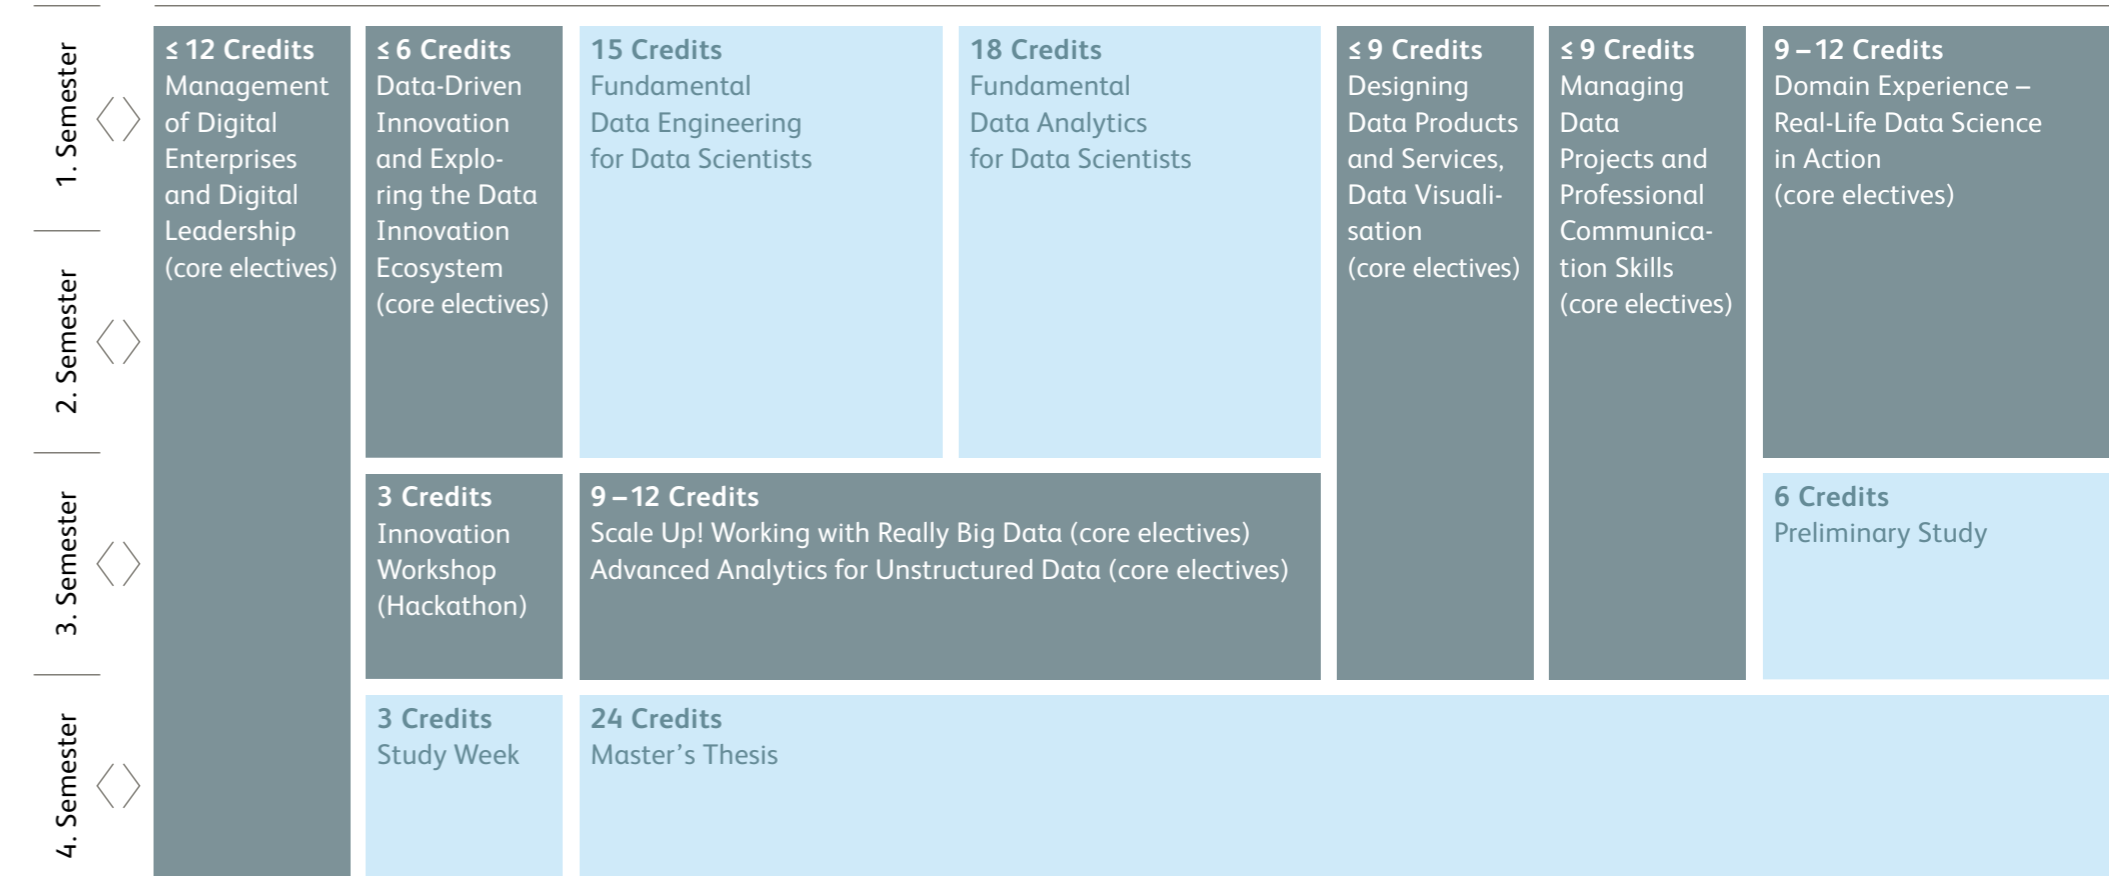 1. Semester
≤ 12 Credits
Management
of Digital
Enterprises
and Digital
Leadership
(core electives)
≤ 6 Credits
Data-Driven
Innovation
and Explo-
ring the Data
Innovation
Ecosystem
(core electives)
15 Credits
Fundamental
Data Engineering
for Data Scientists
18 Credits
Fundamental
Data Analytics
for Data Scientists
≤ 9 Credits
Designing
Data Products
and Services,
Data Visuali-
sation
(core electives)
≤ 9 Credits
Managing
Data
Projects and
Professional
Communica-
tion Skills
(core electives)
9 – 12 Credits
Domain Experience –
Real-Life Data Science
in Action
(core electives)
2. Semester
3. Semester
3 Credits
Innovation
Workshop
(Hackathon)
9 – 12 Credits
Scale Up! Working with Really Big Data (core electives)
Advanced Analytics for Unstructured Data (core electives)
6 Credits
Preliminary Study
4. Semester
3 Credits
Study Week
24 Credits
Master’s Thesis